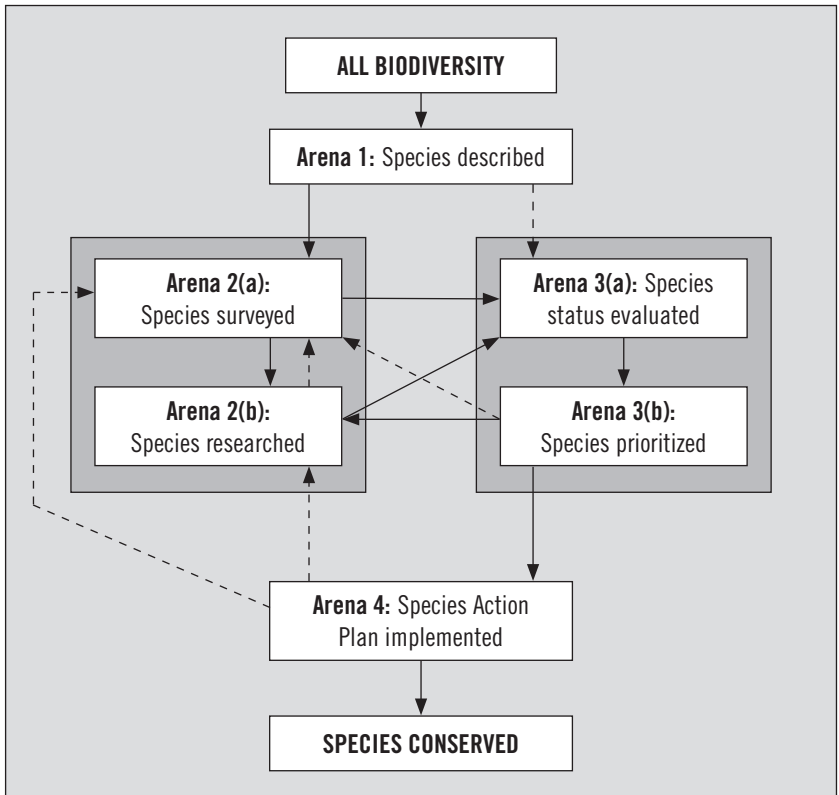 ALL BIODIVERSITY
Arena 1: Species described
Arena 2(a):
Species surveyed
Arena 3(a): Species
status evaluated
Arena 2(b):
Species researched
Arena 3(b):
Species prioritized
Arena 4: Species Action
Plan implemented
SPECIES CONSERVED